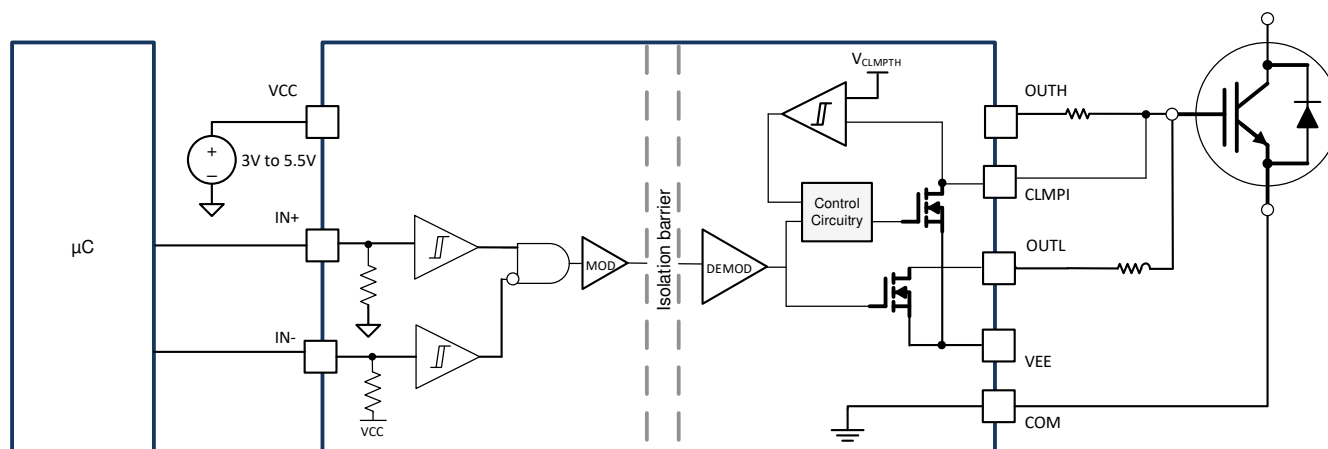 µC
VCC
+
–
3V to 5.5V
IN+
IN-
VCC
MOD
Isolation barrier
DEMOD
VCLMPTH
Control
Circuitry
OUTH
CLMPI
OUTL
VEE
COM